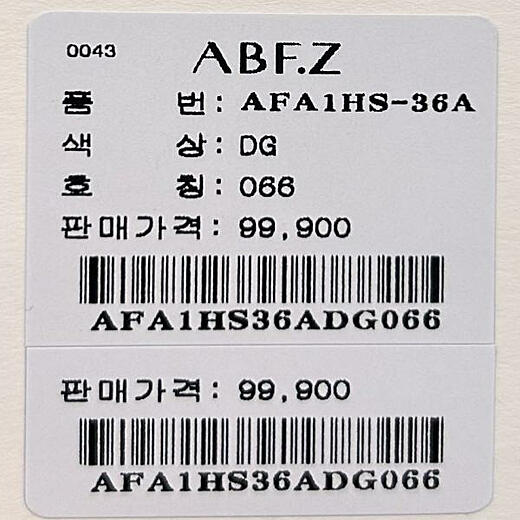 0043 ABF.Z
품 번: AFA1HS-36A
색 상: DG
호 칭: 066
판매가격: 99,900
AFA1HS36ADG066
판매가격: 99,900
AFA1HS36ADG066